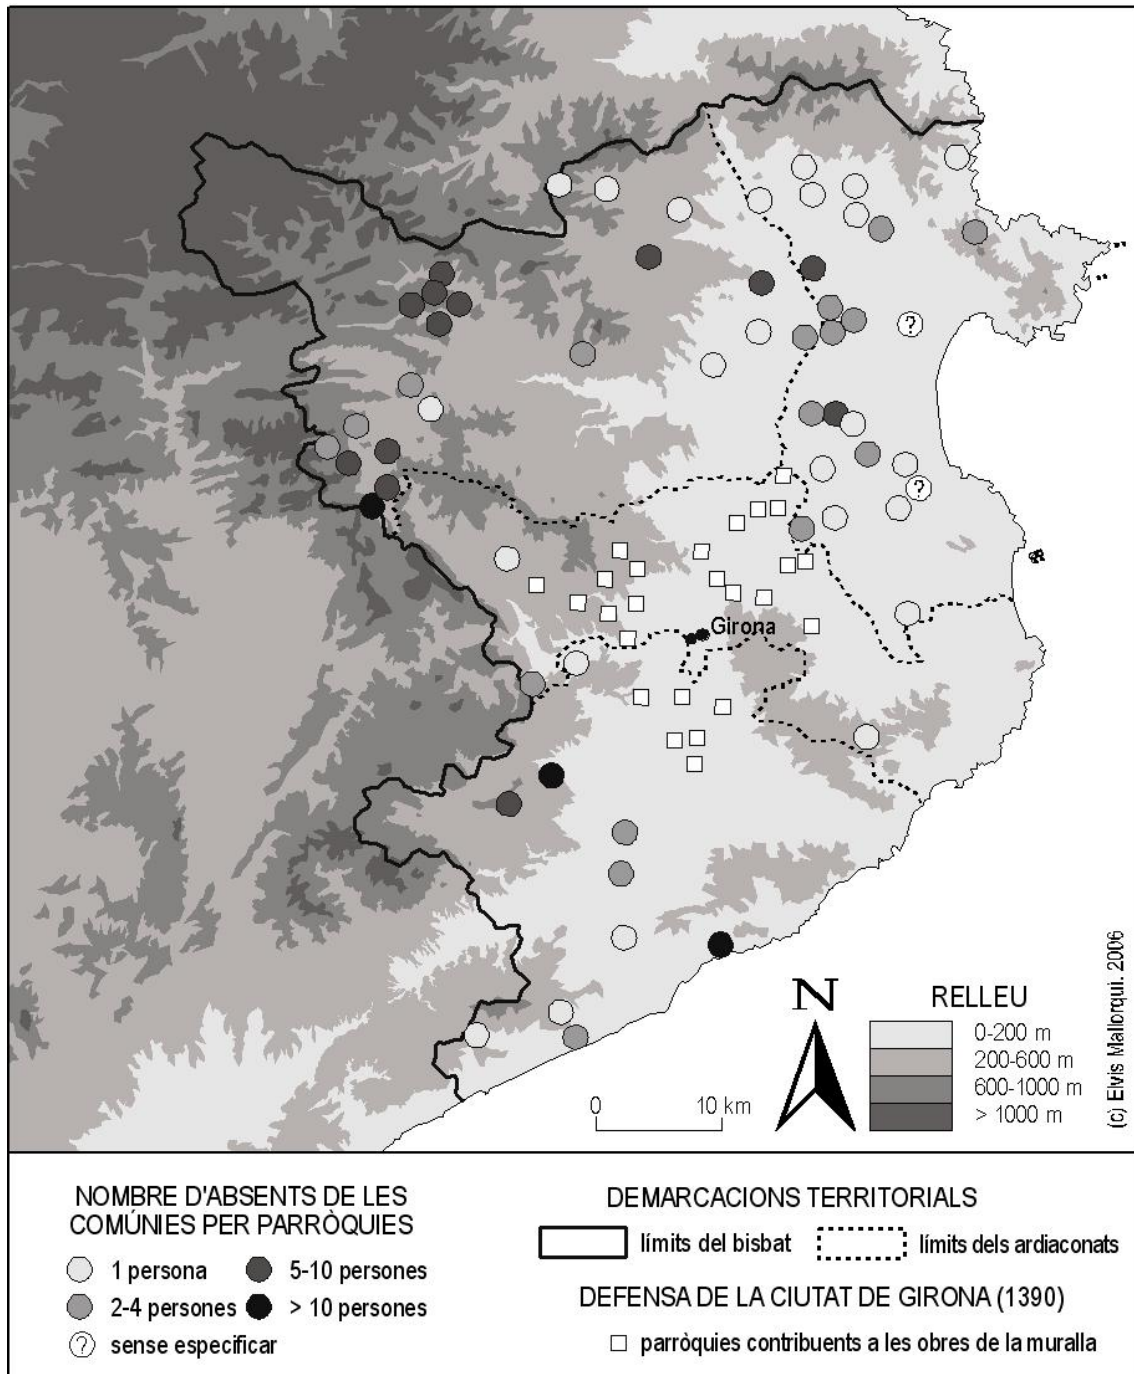 ?
?
Girona
N
RELLEU
0-200 m
200-600 m
600-1000 m
> 1000 m
0 10 km
(c) Elvis Mallorquí. 2006
NOMBRE D'ABSENTS DE LES
COMÚNIES PER PARRÒQUIES
1 persona
5-10 persones
2-4 persones
> 10 persones
? sense especificar
DEMARCACIONS TERRITORIALS
límits del bisbat
límits dels ardiaconats
DEFENSA DE LA CIUTAT DE GIRONA (1390)
parròquies contribuents a les obres de la muralla